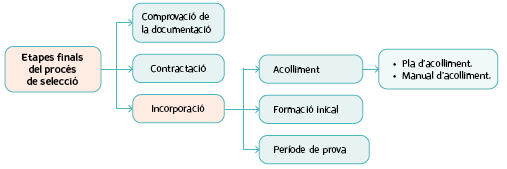 Etapes finals
del procés
de selecció
Comprovació de
la documentació
Contractació
Incorporació
Acolliment
Formació inical
Període de prova
• Pla d'acolliment.
• Manual d'acolliment.